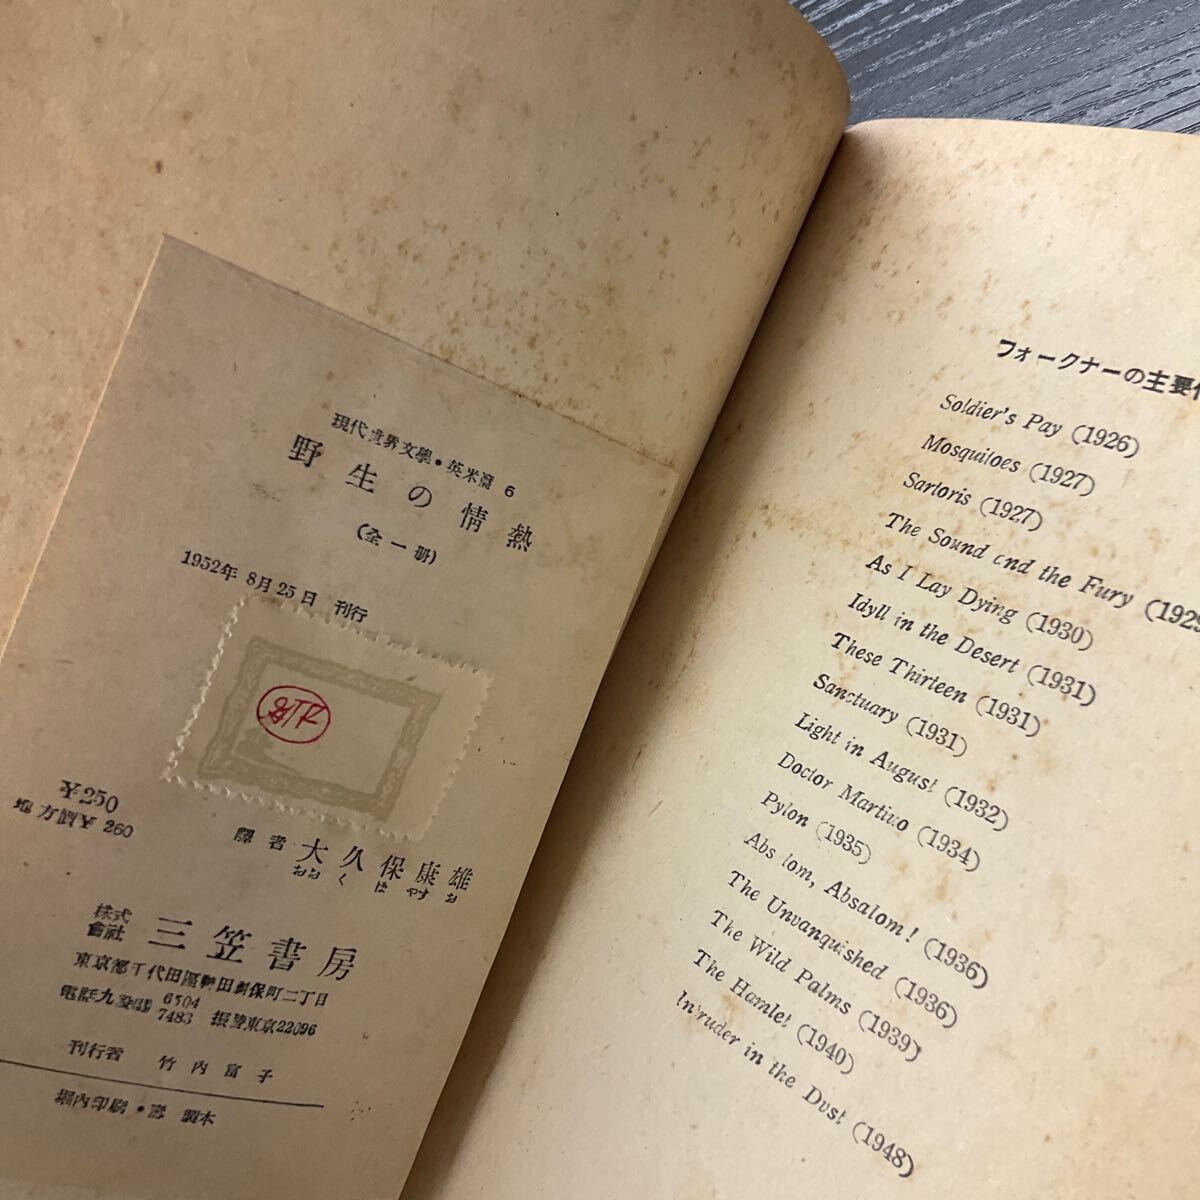 現代世界文學・英米篇 6
野生の情熱
(全一册)
1952年 8月25日 刊行
¥250
地方價¥ 260
譯者 大久保康雄
おおくぼやすお
株式會社 三笠書房
東京都千代田區神田神保町二丁目
電話九段(33) 6504
7483 振替東京22096
刊行者 竹内富子
堀内印刷・ 製本
フォークナーの主要
Soldier's Pay (1926)
Mosquitoes (1927)
Sartoris (1927)
The Sound and the Fury (1929
As I Lay Dying (1930)
Idyll in the Desert (1931)
These Thirteen (1931)
Sanctuary (1931)
Light in August (1932)
Doctor Martino (1934)
Pylon (1935)
Abs lom, Absalom! (1936)
The Unvanquished (1936)
The Wild Palms (1939)
The Hamlet (1940)
Intruder in the Dust (1948)